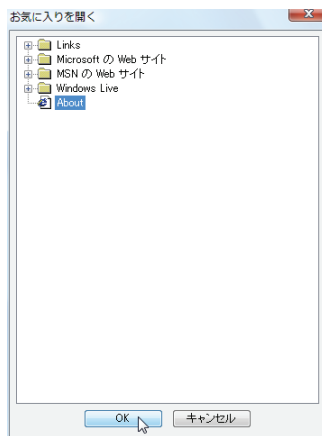 お気に入りを開く
Links
Microsoft の Web サイト
MSN の Web サイト
Windows Live
About
OK キャンセル